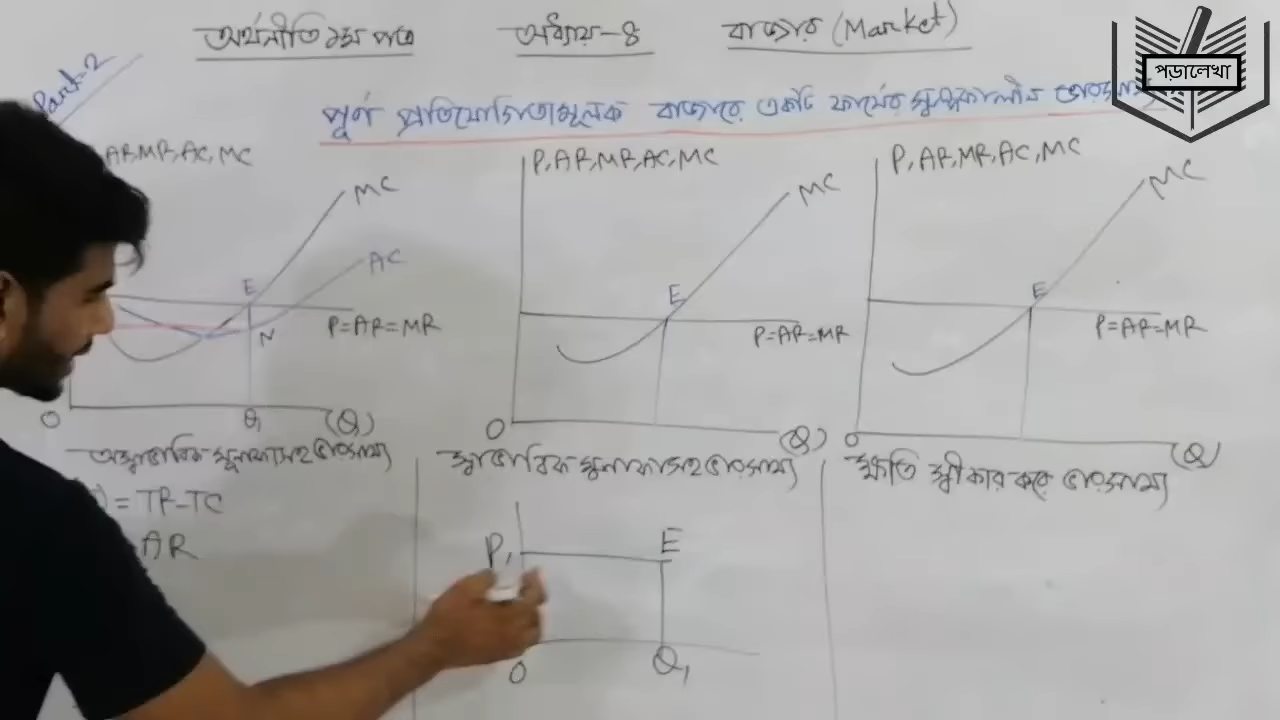 অর্থনীতি ১ম পত্র অধ্যায়-৪ বাজার (Market)
পড়ালেখা
Part-2
পূর্ণ প্রতিযোগিতামূলক বাজারে একটি ফার্মের স্বল্পকালীন ভারসাম্য
AR, MR, AC, MC
P, AR, MR, AC, MC
P, AR, MR, AC, MC
MC
MC
MC
AC
E
E
E
P=AR=MR
P=AR=MR
P=AR=MR
N
O
Q₁
(Q)
O
(Q)
O
(Q)
অস্বাভাবিক মুনাফাসহ ভারসাম্য
স্বাভাবিক মুনাফাসহ ভারসাম্য
ক্ষতি স্বীকার করে ভারসাম্য
= TR-TC
AR
P₁
E
O
Q₁